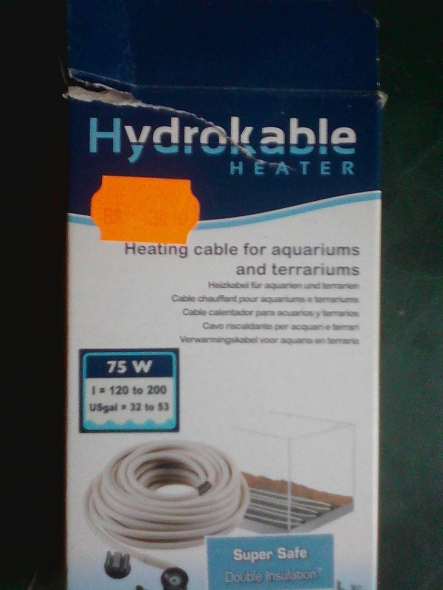 Hydrokable
HEATER
Heating cable for aquariums
and terrariums
Heizkabel für aquarien und terrarien
Cable chauffant pour aquariums e terrariums
Cable calentador para acuarios y terrarios
Cavo riscaldante per acquari e terrari
Verwarmingskabel voor aquaria en terraria
75 W
l = 120 to 200
USgal = 32 to 53
Super Safe
Double Insulation